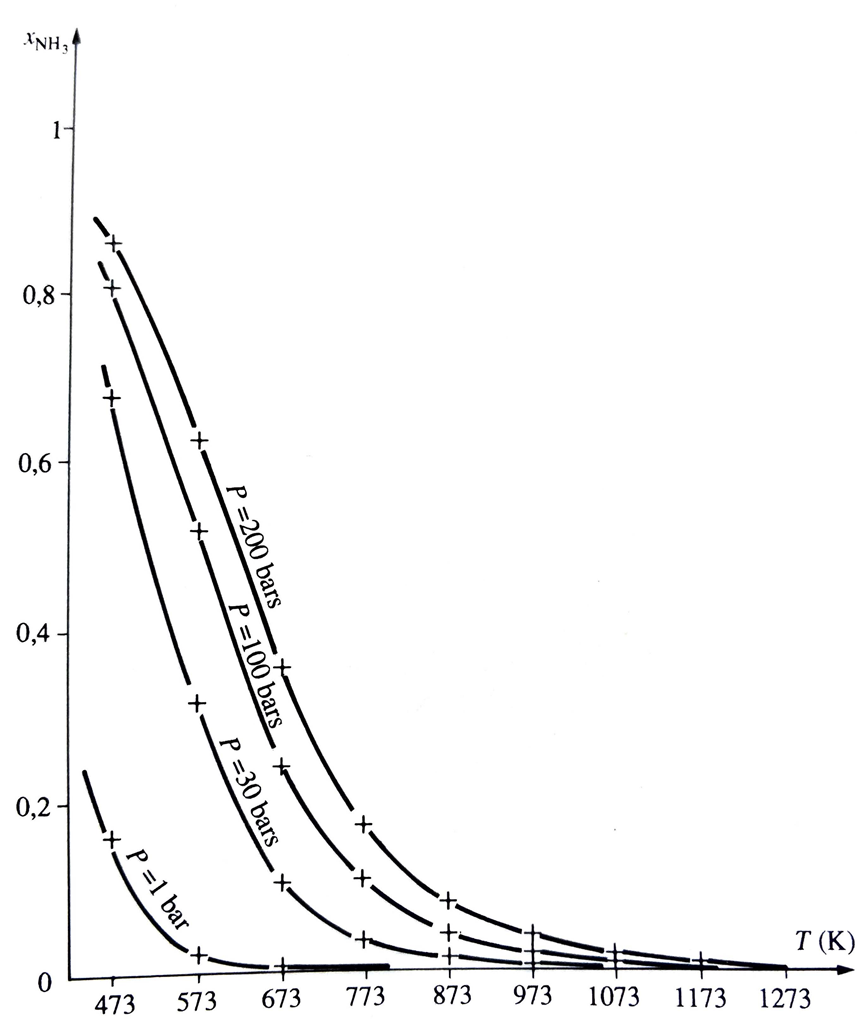 xNH3
1
0,8
0,6
0,4
0,2
0
P =200 bars
P =100 bars
P =30 bars
P =1 bar
T (K)
473 573 673 773 873 973 1073 1173 1273